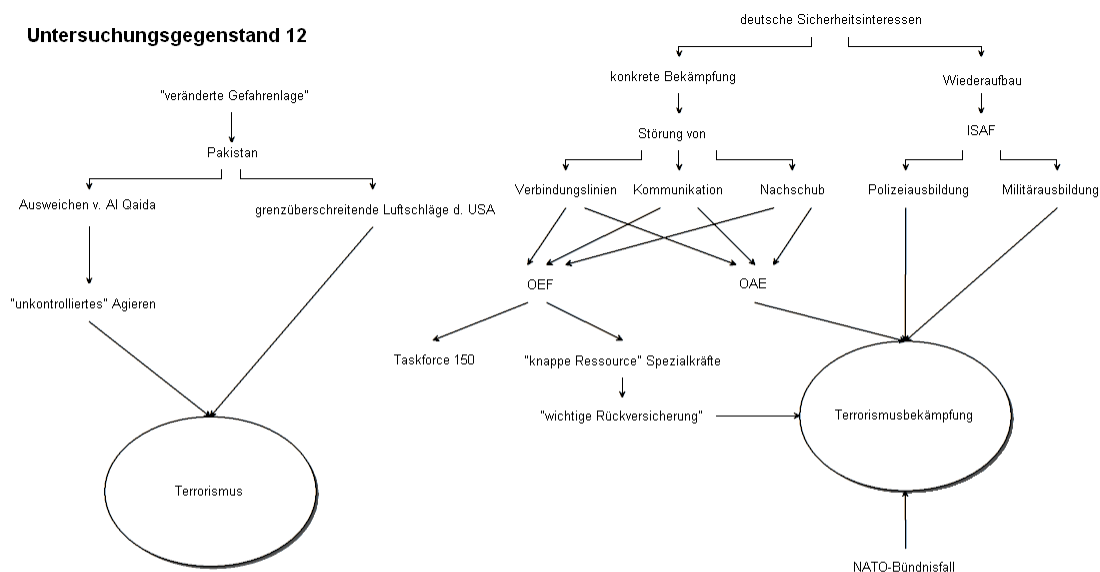 Untersuchungsgegenstand 12
"veränderte Gefahrenlage"
Pakistan
Ausweichen v. Al Qaida
grenzüberschreitende Luftschläge d. USA
"unkontrolliertes" Agieren
Terrorismus
deutsche Sicherheitsinteressen
konkrete Bekämpfung
Wiederaufbau
Störung von
ISAF
Verbindungslinien
Kommunikation
Nachschub
Polizeiausbildung
Militärausbildung
OEF
OAE
Taskforce 150
"knappe Ressource" Spezialkräfte
"wichtige Rückversicherung"
Terrorismusbekämpfung
NATO-Bündnisfall